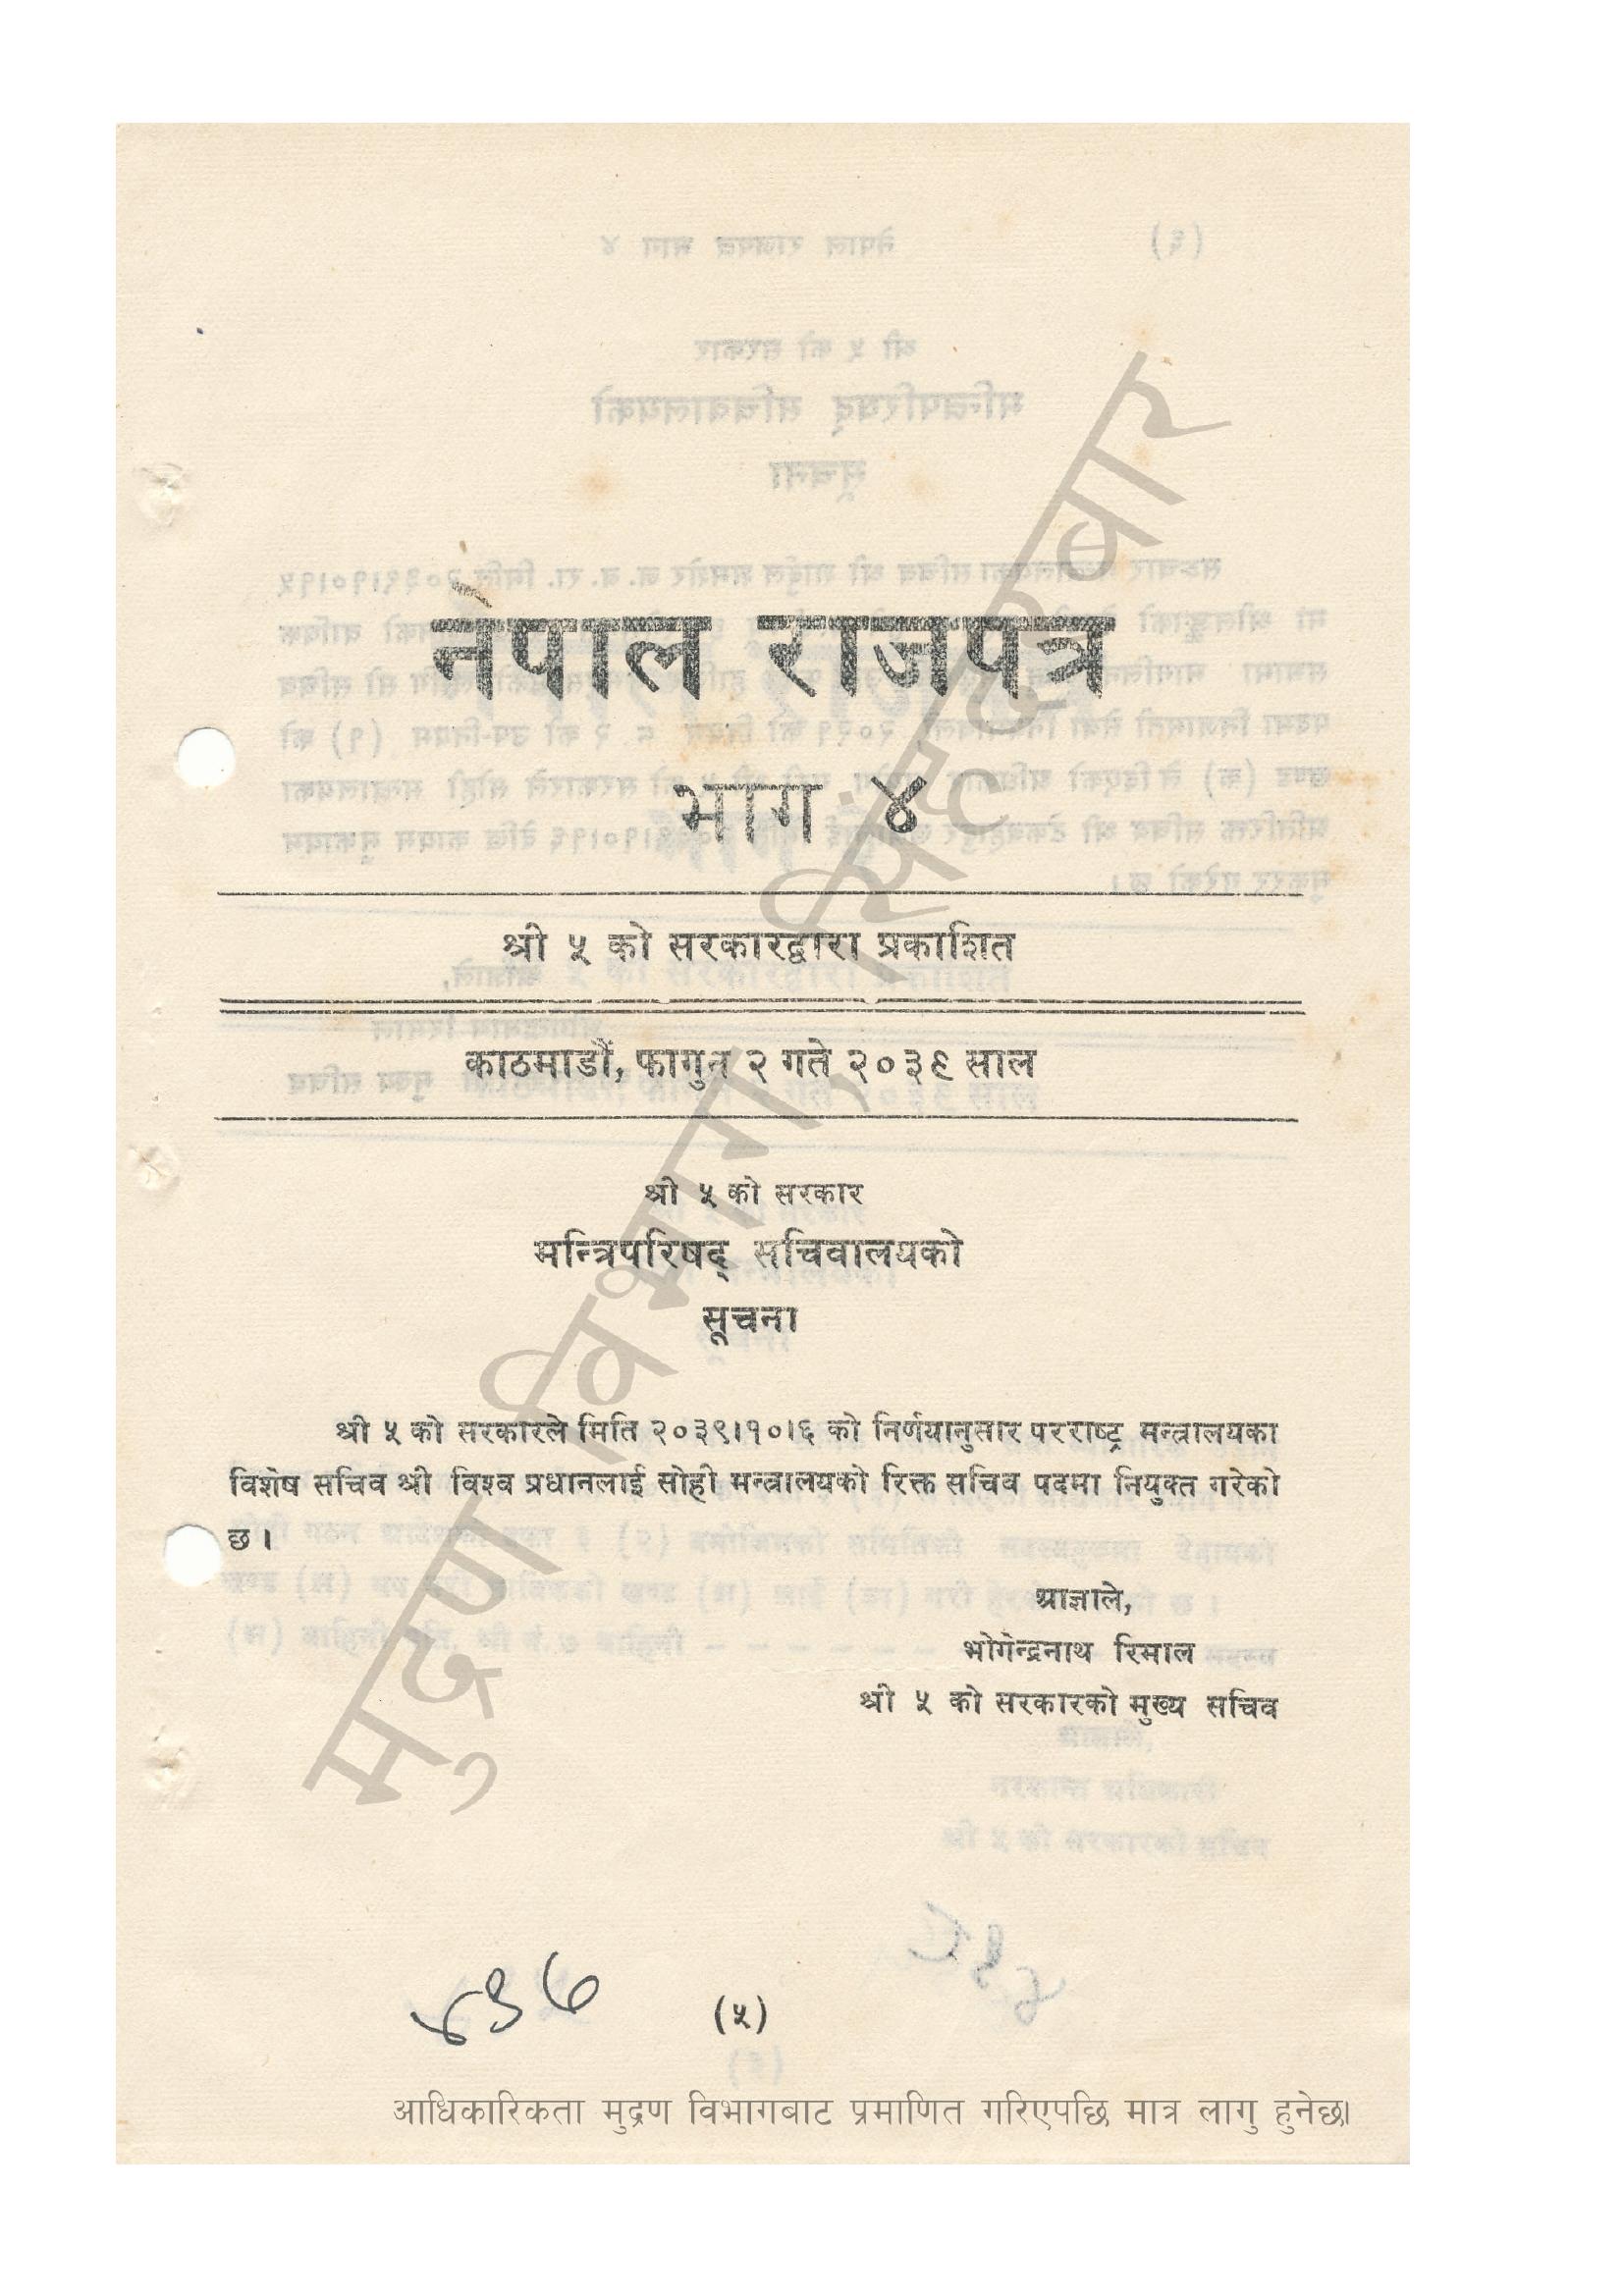 नेपाल राजपत्र
भाग ४
श्री ५ को सरकारद्वारा प्रकाशित
काठमाडौं, फागुन २ गते, २०३९ साल
श्री ५ को सरकार
मन्त्रिपरिषद् सचिवालयको
सूचना
श्री ५ को सरकारले मिति २०३९।१०।६ को निर्णयानुसार परराष्ट्र मन्त्रालयका
विशेष सचिव श्री विश्व प्रधानलाई सोही मन्त्रालयको रिक्त सचिव पदमा नियुक्त गरेको
छ ।
आज्ञाले,
भोगेन्द्रनाथ रिमाल
श्री ५ को सरकारको मुख्य सचिव
(५)
मुद्रण विभाग, सिंहदरवार
आधिकारिकता मुद्रण विभागबाट प्रमाणित गरिएपछि मात्र लागु हुनेछ।